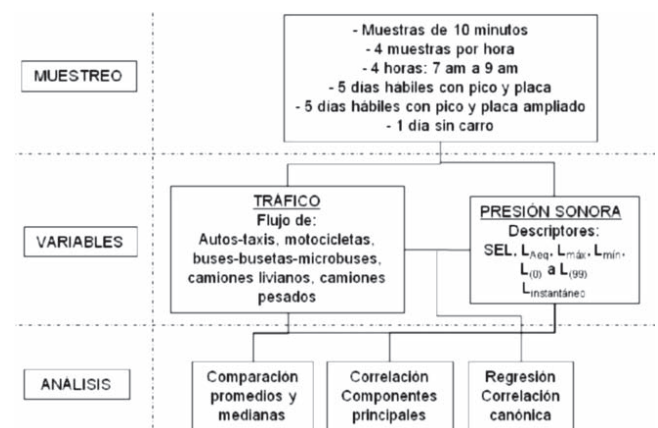 MUESTREO
- Muestras de 10 minutos
- 4 muestras por hora
- 4 horas: 7 am a 9 am
- 5 días hábiles con pico y placa
- 5 días hábiles con pico y placa ampliado
- 1 día sin carro
VARIABLES
TRÁFICO
Flujo de:
Autos-taxis, motocicletas,
buses-busetas-microbuses,
camiones livianos, camiones
pesados
PRESIÓN SONORA
Descriptores:
SEL, LAeq, Lmáx, Lmín,
L(0) a L(99)
Linstantáneo
ANÁLISIS
Comparación
promedios y
medianas
Correlación
Componentes
principales
Regresión
Correlación
canónica